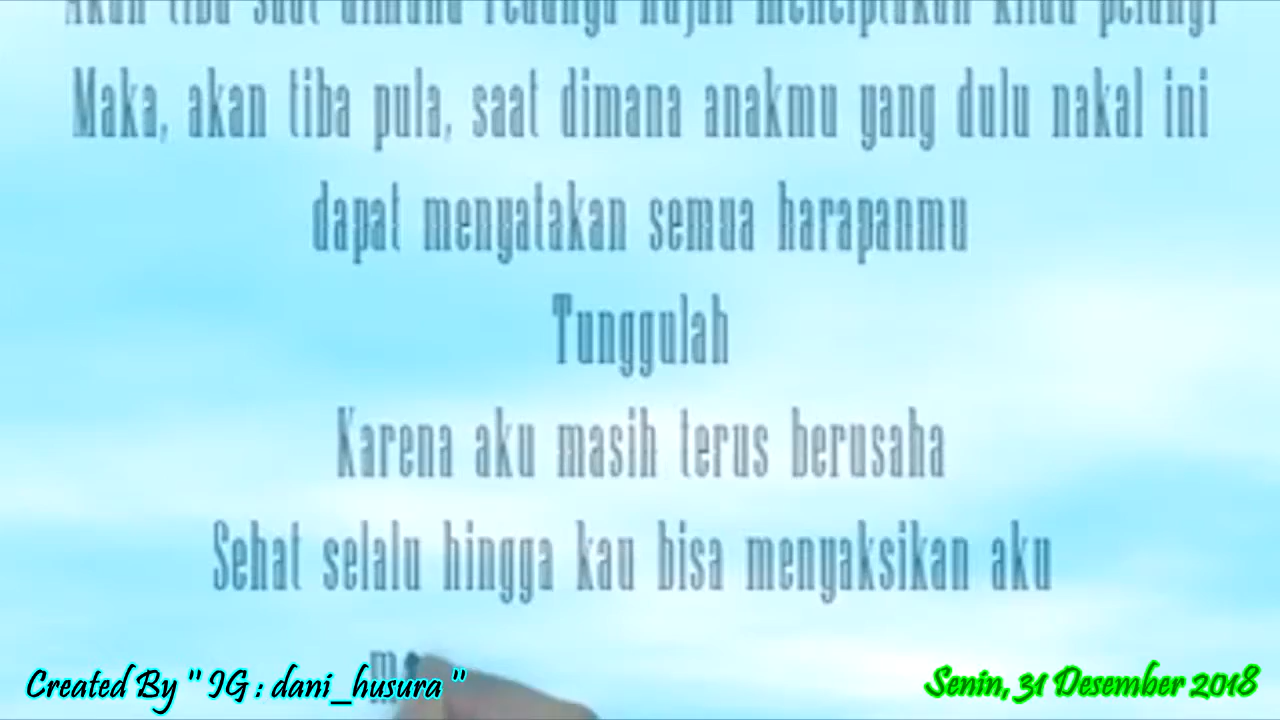 Akan tiba saat dimana redanya hujan menciptakan kilau pelangi
Maka, akan tiba pula, saat dimana anakmu yang dulu nakal ini
dapat menyatakan semua harapanmu
Tunggulah
Karena aku masih terus berusaha
Sehat selalu hingga kau bisa menyaksikan aku
Created By " IG : dani_husura "
Senin, 31 Desember 2018